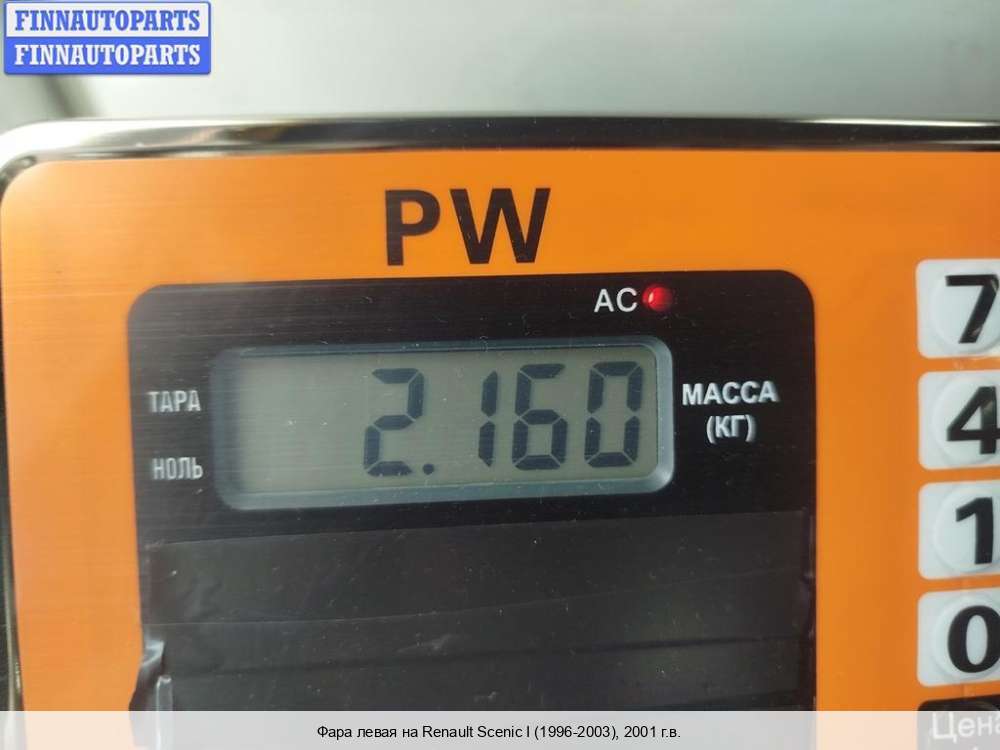 FINNAUTOPARTS
FINNAUTOPARTS
PW
AC
ТАРА
НОЛЬ
2.160
МАССА
(КГ)
7
4
1
0
Цена
Фара левая на Renault Scenic I (1996-2003), 2001 г.в.